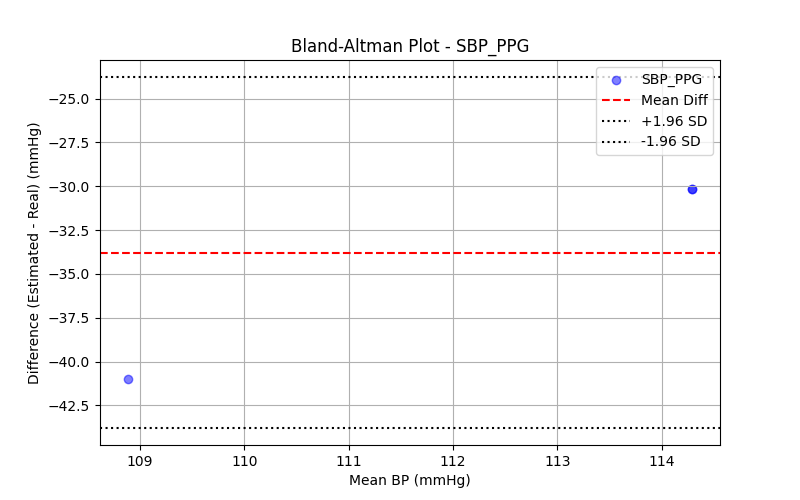 Bland-Altman Plot - SBP_PPG
SBP_PPG
Mean Diff
+1.96 SD
-1.96 SD
Difference (Estimated - Real) (mmHg)
−25.0
−27.5
−30.0
−32.5
−35.0
−37.5
−40.0
−42.5
109 110 111 112 113 114
Mean BP (mmHg)